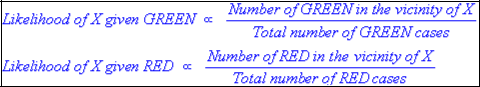 Likelihood of X given GREEN ∝ Number of GREEN in the vicinity of X / Total number of GREEN cases
Likelihood of X given RED ∝ Number of RED in the vicinity of X / Total number of RED cases